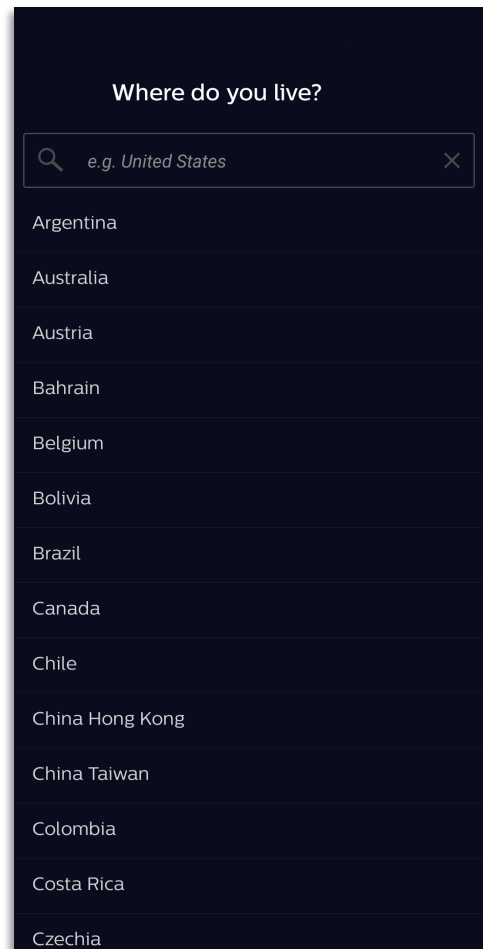 Where do you live?
e.g. United States
Argentina
Australia
Austria
Bahrain
Belgium
Bolivia
Brazil
Canada
Chile
China Hong Kong
China Taiwan
Colombia
Costa Rica
Czechia